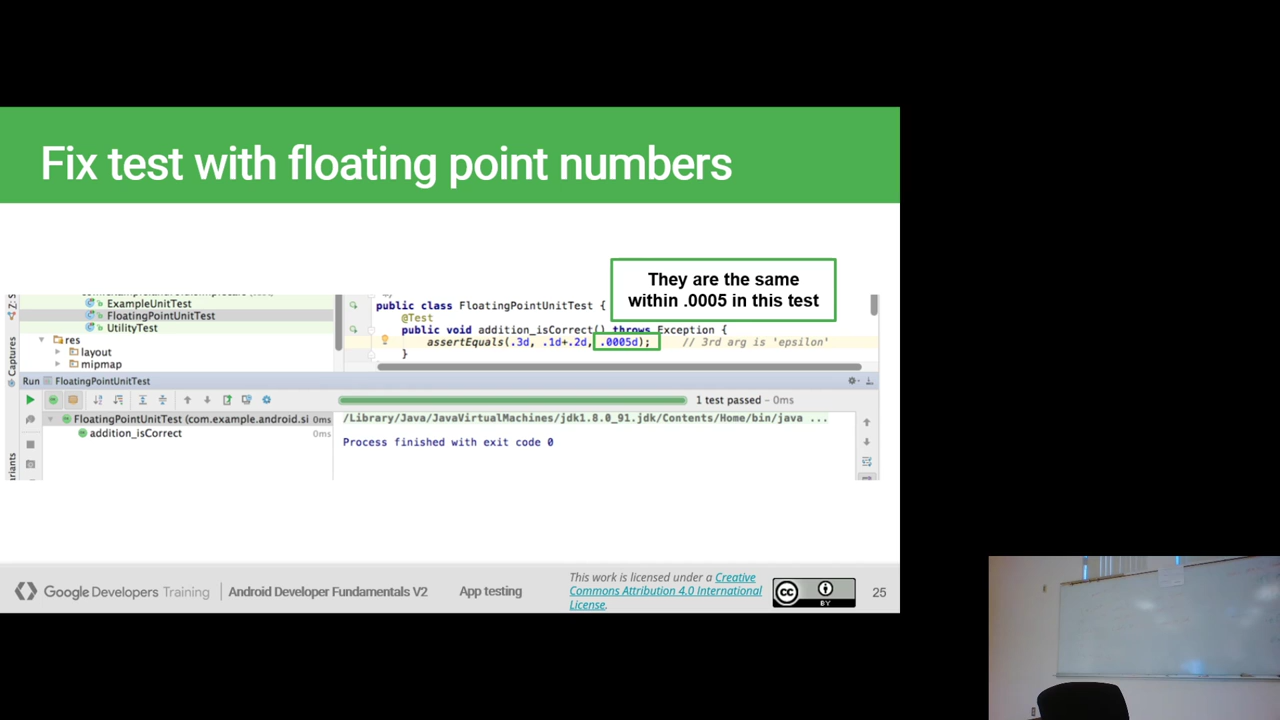 Fix test with floating point numbers
They are the same
within .0005 in this test
ExampleUnitTest
FloatingPointUnitTest
UtilityTest
res
layout
mipmap
Captures
public class FloatingPointUnitTest {
@Test
public void addition_isCorrect() throws Exception {
assertEquals(.3d, .1d+.2d, .0005d); // 3rd arg is 'epsilon'
}
Run FloatingPointUnitTest
1 test passed – 0ms
FloatingPointUnitTest (com.example.android.si 0ms
addition_isCorrect 0ms
/Library/Java/JavaVirtualMachines/jdk1.8.0_91.jdk/Contents/Home/bin/java ...
Process finished with exit code 0
Google Developers Training
Android Developer Fundamentals V2
App testing
This work is licensed under a Creative
Commons Attribution 4.0 International
License.
cc
BY
25